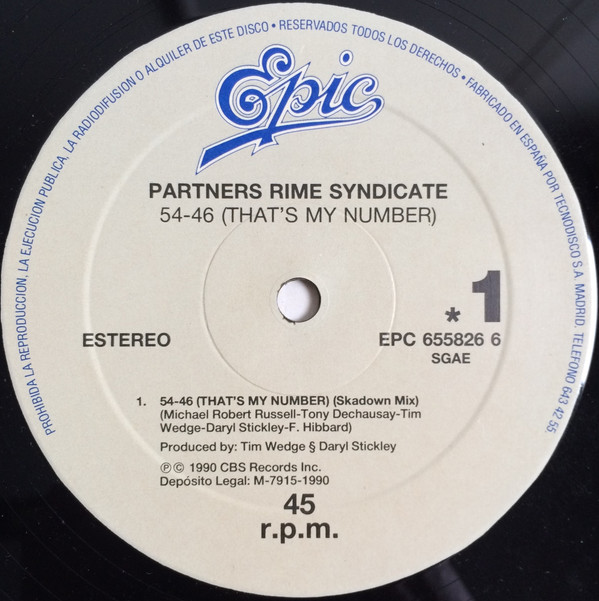 PROHIBIDA LA REPRODUCCION, LA EJECUCION PUBLICA, LA RADIODIFUSION O ALQUILER DE ESTE DISCO • RESERVADOS TODOS LOS DERECHOS • FABRICADO EN ESPAÑA POR TECNODISCO S.A. MADRID. TELEFONO 643 42 55
Epic
PARTNERS RIME SYNDICATE
54-46 (THAT'S MY NUMBER)
* 1
ESTEREO
EPC 655826 6
SGAE
1. 54-46 (THAT'S MY NUMBER) (Skadown Mix)
(Michael Robert Russell-Tony Dechausay-Tim
Wedge-Daryl Stickley-F. Hibbard)
Produced by: Tim Wedge § Daryl Stickley
℗ © 1990 CBS Records Inc.
Depósito Legal: M-7915-1990
45
r.p.m.